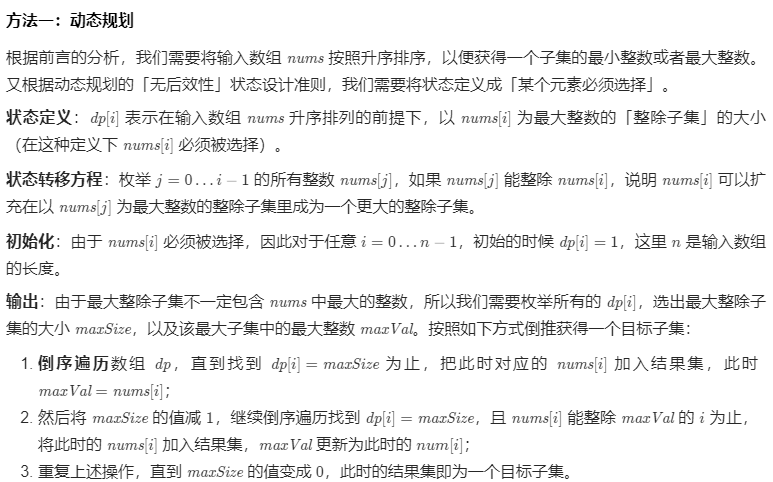 方法一：动态规划
根据前言的分析，我们需要将输入数组 nums 按照升序排序，以便获得一个子集的最小整数或者最大整数。
又根据动态规划的「无后效性」状态设计准则，我们需要将状态定义成「某个元素必须选择」。
状态定义：dp[i] 表示在输入数组 nums 升序排列的前提下，以 nums[i] 为最大整数的「整除子集」的大小
（在这种定义下 nums[i] 必须被选择）。
状态转移方程：枚举 j = 0 … i − 1 的所有整数 nums[j]，如果 nums[j] 能整除 nums[i]，说明 nums[i] 可以扩
充在以 nums[j] 为最大整数的整除子集里成为一个更大的整除子集。
初始化：由于 nums[i] 必须被选择，因此对于任意 i = 0 … n − 1，初始的时候 dp[i] = 1，这里 n 是输入数组
的长度。
输出：由于最大整除子集不一定包含 nums 中最大的整数，所以我们需要枚举所有的 dp[i]，选出最大整除子
集的大小 maxSize，以及该最大子集中的最大整数 maxVal。按照如下方式倒推获得一个目标子集：
1. 倒序遍历数组 dp，直到找到 dp[i] = maxSize 为止，把此时对应的 nums[i] 加入结果集，此时
maxVal = nums[i]；
2. 然后将 maxSize 的值减 1，继续倒序遍历找到 dp[i] = maxSize，且 nums[i] 能整除 maxVal 的 i 为止，
将此时的 nums[i] 加入结果集，maxVal 更新为此时的 num[i]；
3. 重复上述操作，直到 maxSize 的值变成 0，此时的结果集即为一个目标子集。